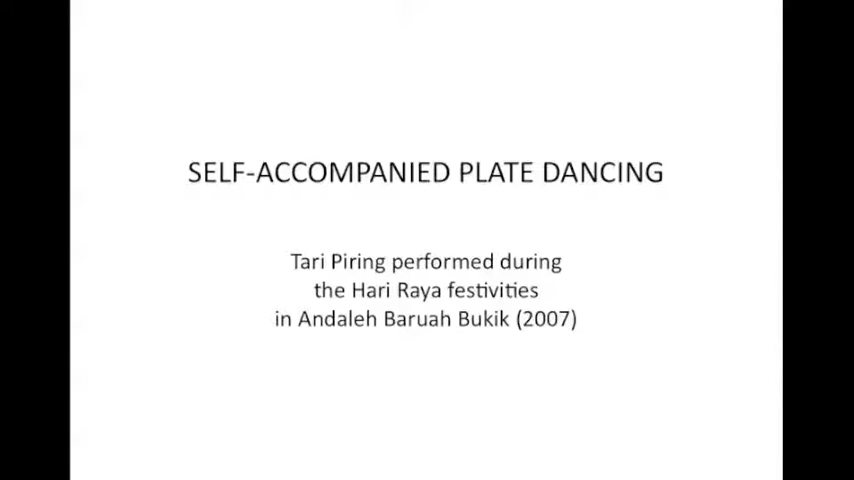 SELF-ACCOMPANIED PLATE DANCING
Tari Piring performed during
the Hari Raya festivities
in Andaleh Baruah Bukik (2007)